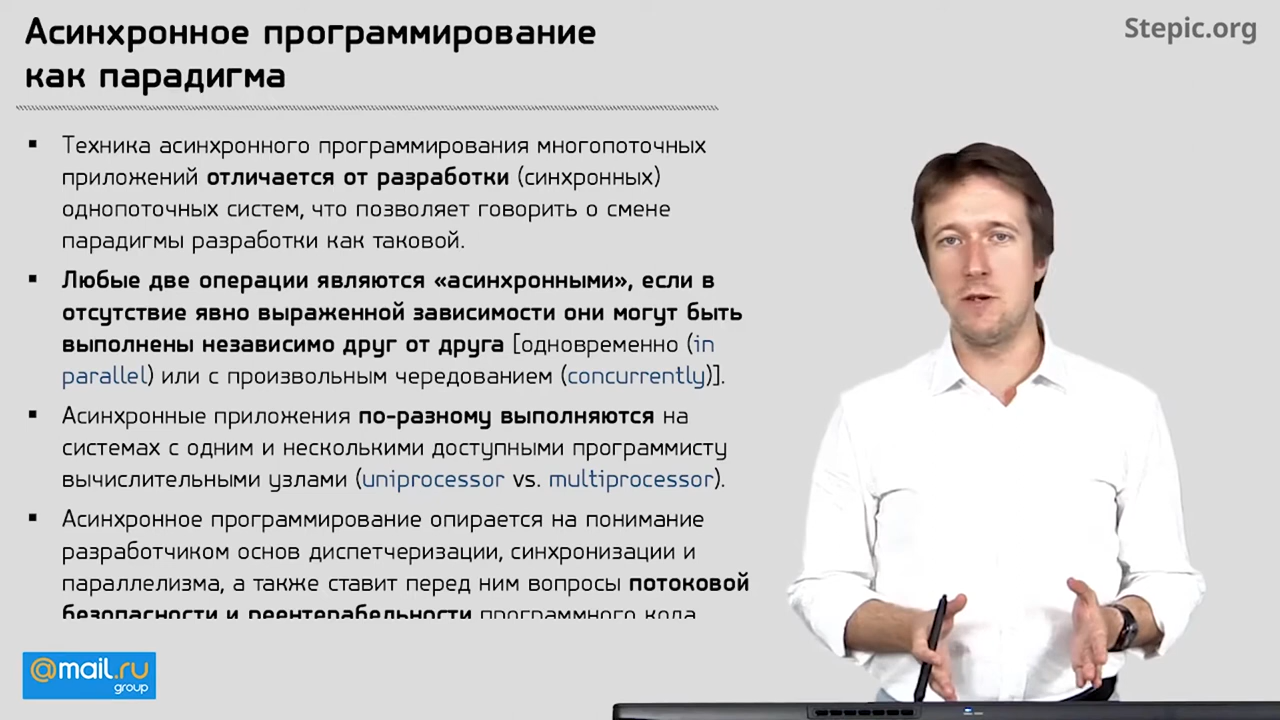 Асинхронное программирование
как парадигма
Stepic.org
▪ Техника асинхронного программирования многопоточных
приложений отличается от разработки (синхронных)
однопоточных систем, что позволяет говорить о смене
парадигмы разработки как таковой.
▪ Любые две операции являются «асинхронными», если в
отсутствие явно выраженной зависимости они могут быть
выполнены независимо друг от друга [одновременно (in
parallel) или с произвольным чередованием (concurrently)].
▪ Асинхронные приложения по-разному выполняются на
системах с одним и несколькими доступными программисту
вычислительными узлами (uniprocessor vs. multiprocessor).
▪ Асинхронное программирование опирается на понимание
разработчиком основ диспетчеризации, синхронизации и
параллелизма, а также ставит перед ним вопросы потоковой
безопасности и реентерабельности программного кода
@mail.ru
group